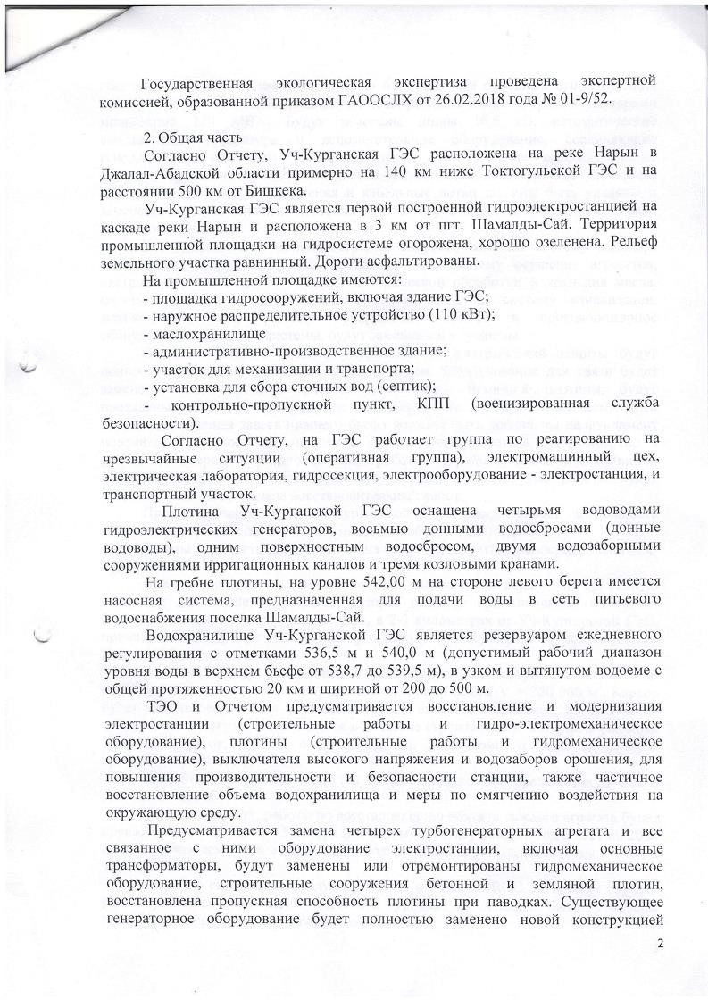 Государственная экологическая экспертиза проведена экспертной
комиссией, образованной приказом ГАООСЛХ от 26.02.2018 года № 01-9/52.
2. Общая часть
Согласно Отчету, Уч-Курганская ГЭС расположена на реке Нарын в
Джалал-Абадской области примерно на 140 км ниже Токтогульской ГЭС и на
расстоянии 500 км от Бишкека.
Уч-Курганская ГЭС является первой построенной гидроэлектростанцией на
каскаде реки Нарын и расположена в 3 км от пгт. Шамалды-Сай. Территория
промышленной площадки на гидросистеме огорожена, хорошо озеленена. Рельеф
земельного участка равнинный. Дороги асфальтированы.
На промышленной площадке имеются:
- площадка гидросооружений, включая здание ГЭС;
- наружное распределительное устройство (110 кВт);
- маслохранилище
- административно-производственное здание;
- участок для механизации и транспорта;
- установка для сбора сточных вод (септик);
- контрольно-пропускной пункт, КПП (военизированная служба
безопасности).
Согласно Отчету, на ГЭС работает группа по реагированию на
чрезвычайные ситуации (оперативная группа), электромашинный цех,
электрическая лаборатория, гидросекция, электрооборудование - электростанция, и
транспортный участок.
Плотина Уч-Курганской ГЭС оснащена четырьмя водоводами
гидроэлектрических генераторов, восьмью донными водосбросами (донные
водоводы), одним поверхностным водосбросом, двумя водозаборными
сооружениями ирригационных каналов и тремя козловыми кранами.
На гребне плотины, на уровне 542,00 м на стороне левого берега имеется
насосная система, предназначенная для подачи воды в сеть питьевого
водоснабжения поселка Шамалды-Сай.
Водохранилище Уч-Курганской ГЭС является резервуаром ежедневного
регулирования с отметками 536,5 м и 540,0 м (допустимый рабочий диапазон
уровня воды в верхнем бьефе от 538,7 до 539,5 м), в узком и вытянутом водоеме с
общей протяженностью 20 км и шириной от 200 до 500 м.
ТЭО и Отчетом предусматривается восстановление и модернизация
электростанции (строительные работы и гидро-электромеханическое
оборудование), плотины (строительные работы и гидромеханическое
оборудование), выключателя высокого напряжения и водозаборов орошения, для
повышения производительности и безопасности станции, также частичное
восстановление объема водохранилища и меры по смягчению воздействия на
окружающую среду.
Предусматривается замена четырех турбогенераторных агрегата и все
связанное с ними оборудование электростанции, включая основные
трансформаторы, будут заменены или отремонтированы гидромеханическое
оборудование, строительные сооружения бетонной и земляной плотин,
восстановлена пропускная способность плотины при паводках. Существующее
генераторное оборудование будет полностью заменено новой конструкцией
2